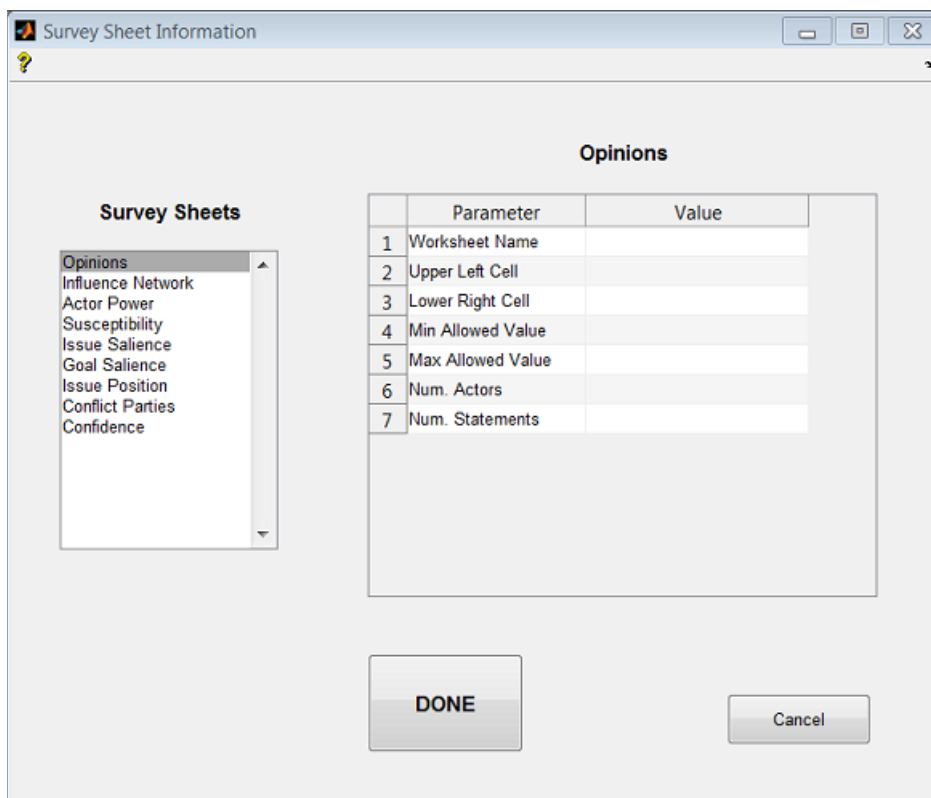 Survey Sheet Information
?
Opinions
Survey Sheets
Opinions
Influence Network
Actor Power
Susceptibility
Issue Salience
Goal Salience
Issue Position
Conflict Parties
Confidence
Parameter Value
1 Worksheet Name
2 Upper Left Cell
3 Lower Right Cell
4 Min Allowed Value
5 Max Allowed Value
6 Num. Actors
7 Num. Statements
DONE
Cancel